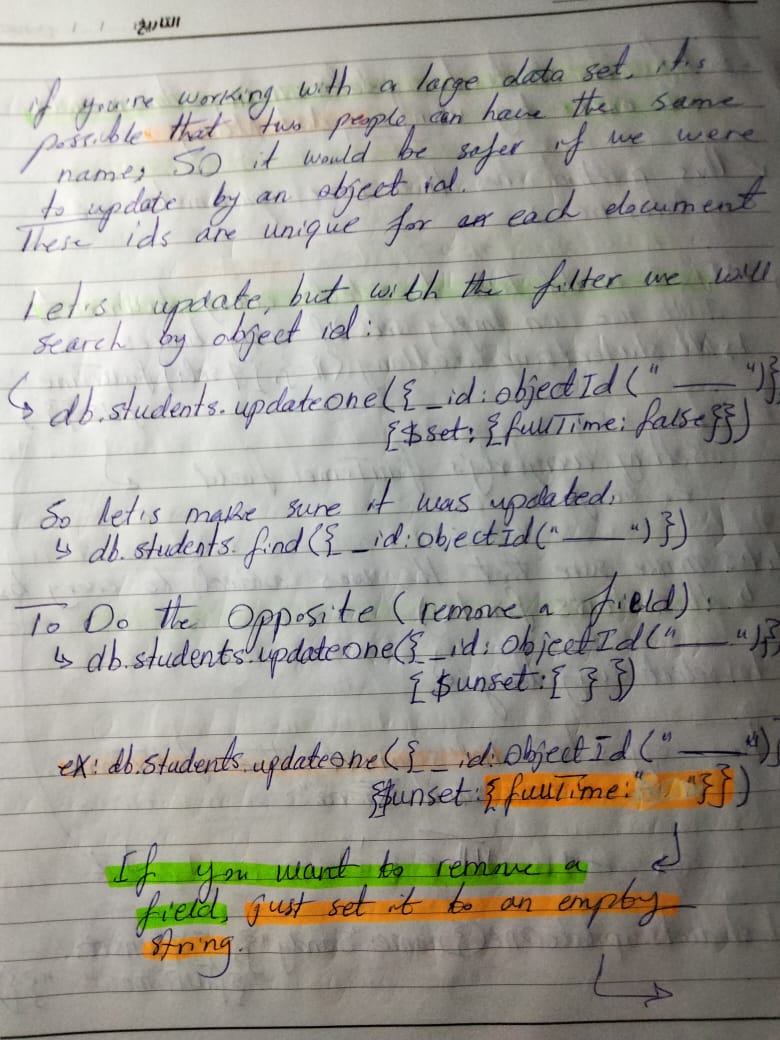 if you're working with a large data set, it's
possible that two people can have the same
name, So it would be safer if we were
to update by an object id.
These ids are unique for each document
Let's update, but with the filter we will
search by object id:
↳ db.students.updateone({_id:objectId("____")}
{$set: {fullTime: false}})
So let's make sure it was updated,
↳ db.students.find({_id:objectId("____")})
To Do the Opposite (remove a field):
↳ db.students.updateone({_id:ObjectId("____")}
{$unset:{ }})
ex: db.students.updateone({_id:ObjectId("____")}
{$unset:{fullTime:" "}})
If you want to remove a
field, just set it to an empty
string.